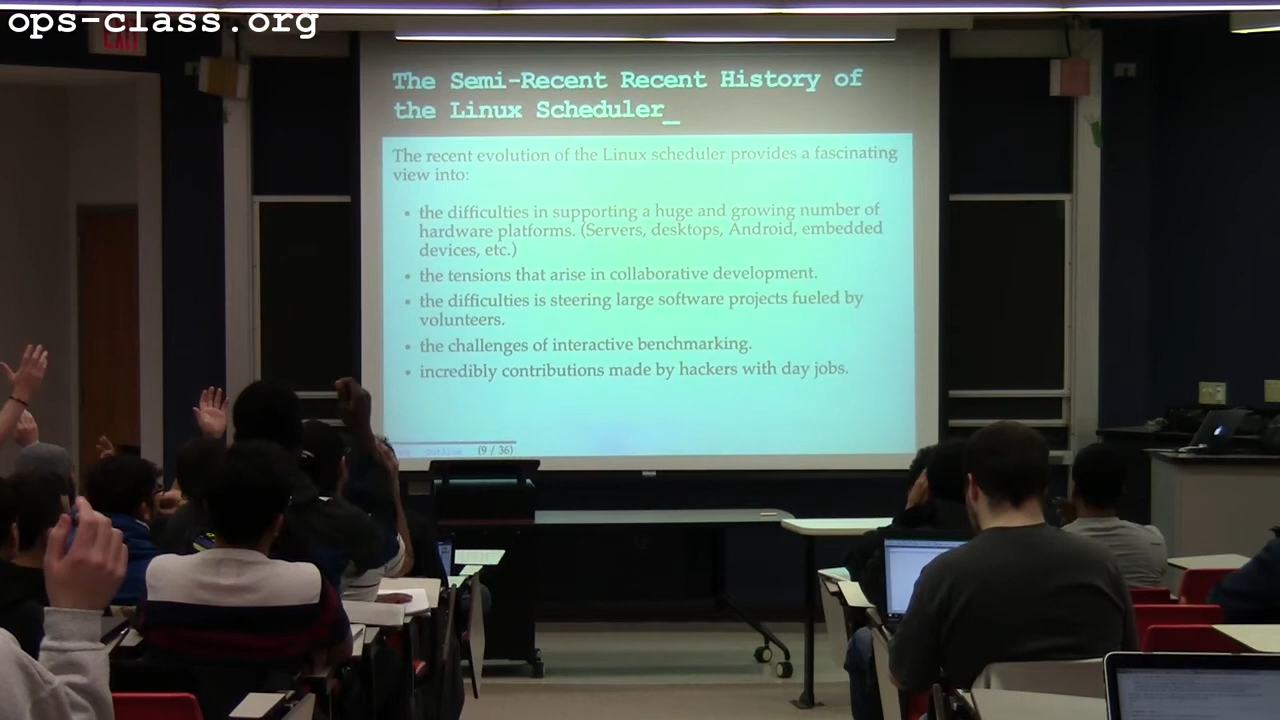 ops-class.org
EXIT
The Semi-Recent Recent History of
the Linux Scheduler_
The recent evolution of the Linux scheduler provides a fascinating
view into:
• the difficulties in supporting a huge and growing number of
hardware platforms. (Servers, desktops, Android, embedded
devices, etc.)
• the tensions that arise in collaborative development.
• the difficulties is steering large software projects fueled by
volunteers.
• the challenges of interactive benchmarking.
• incredibly contributions made by hackers with day jobs.
Outline (9 / 36)